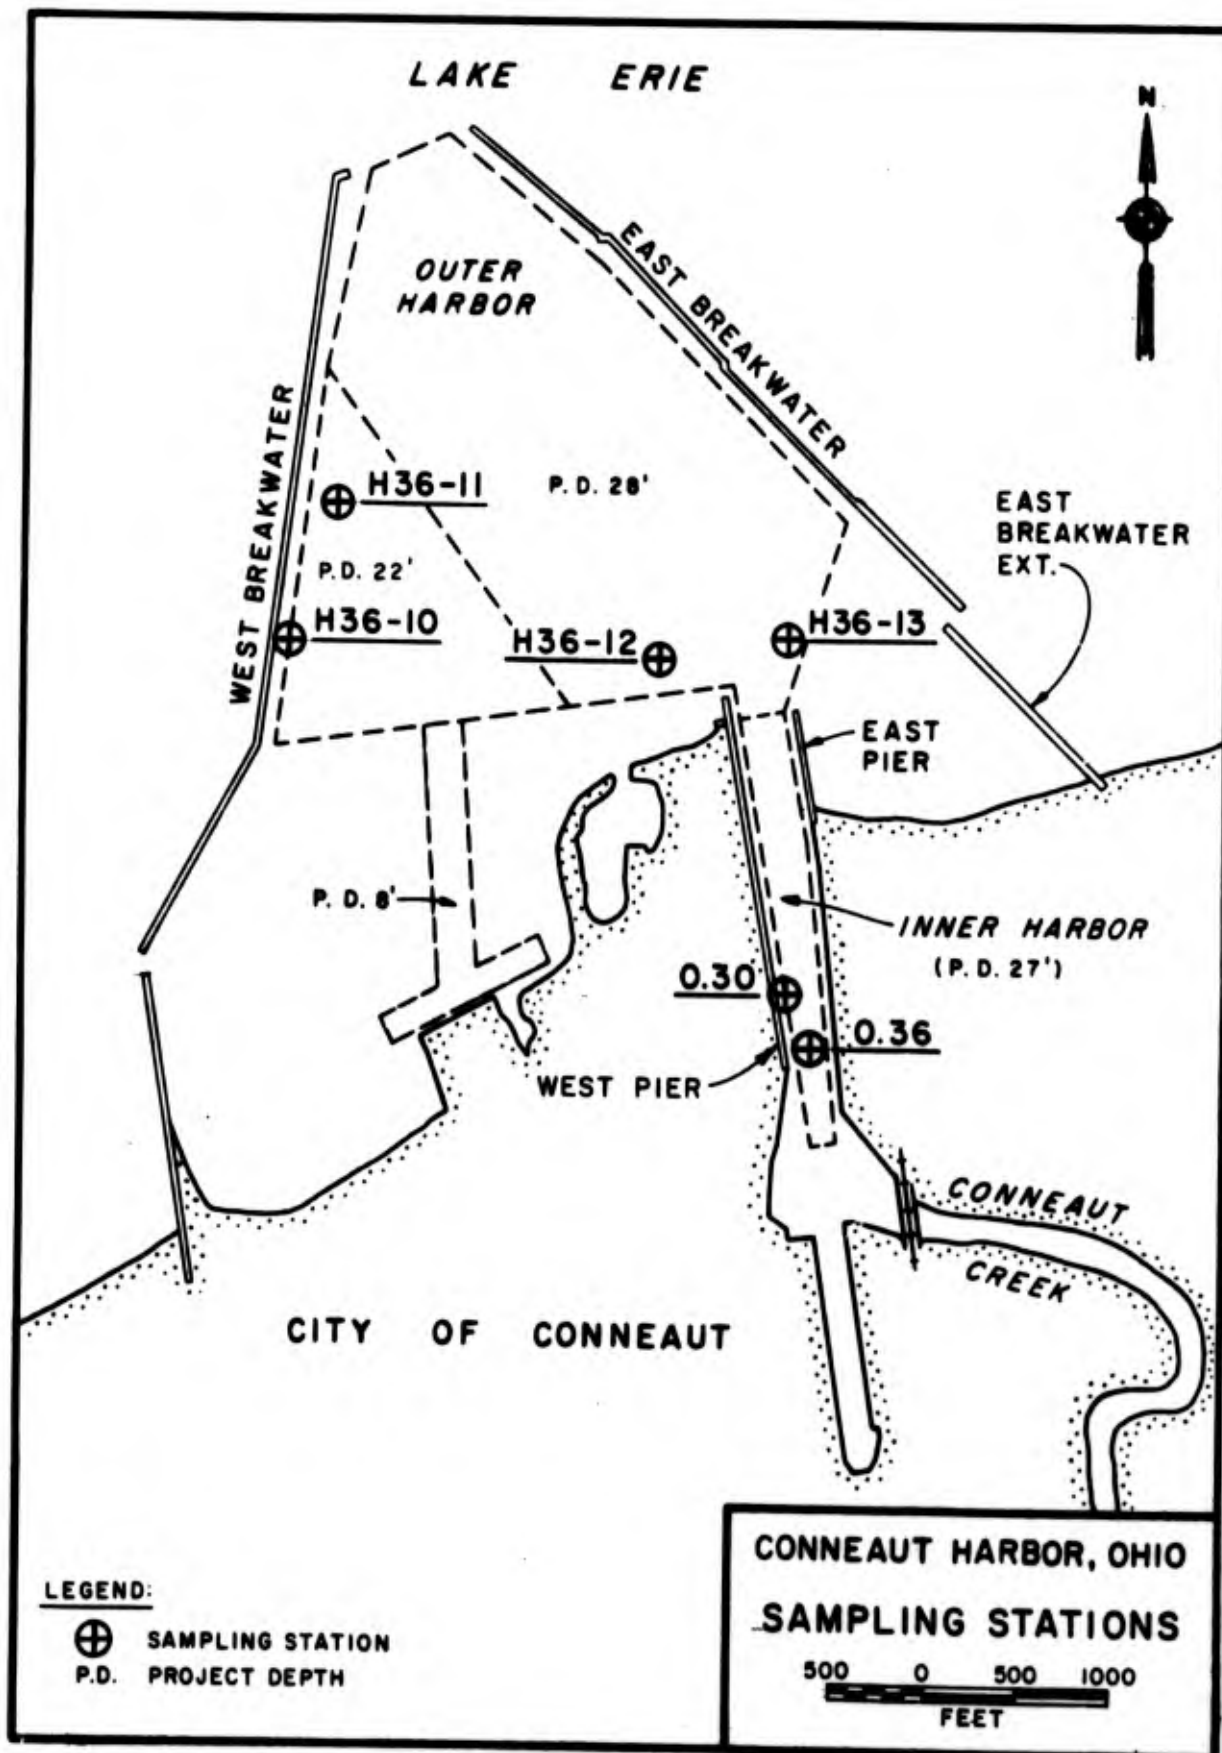 LAKE ERIE
N
OUTER
HARBOR
EAST BREAKWATER
WEST BREAKWATER
H36-11
P. D. 28'
EAST
BREAKWATER
EXT.
P.D. 22'
H36-10
H36-12
H36-13
EAST
PIER
P. D. 8'
INNER HARBOR
(P. D. 27')
0.30
0.36
WEST PIER
CONNEAUT
CREEK
CITY OF CONNEAUT
LEGEND:
SAMPLING STATION
P.D. PROJECT DEPTH
CONNEAUT HARBOR, OHIO
SAMPLING STATIONS
500 0 500 1000
FEET